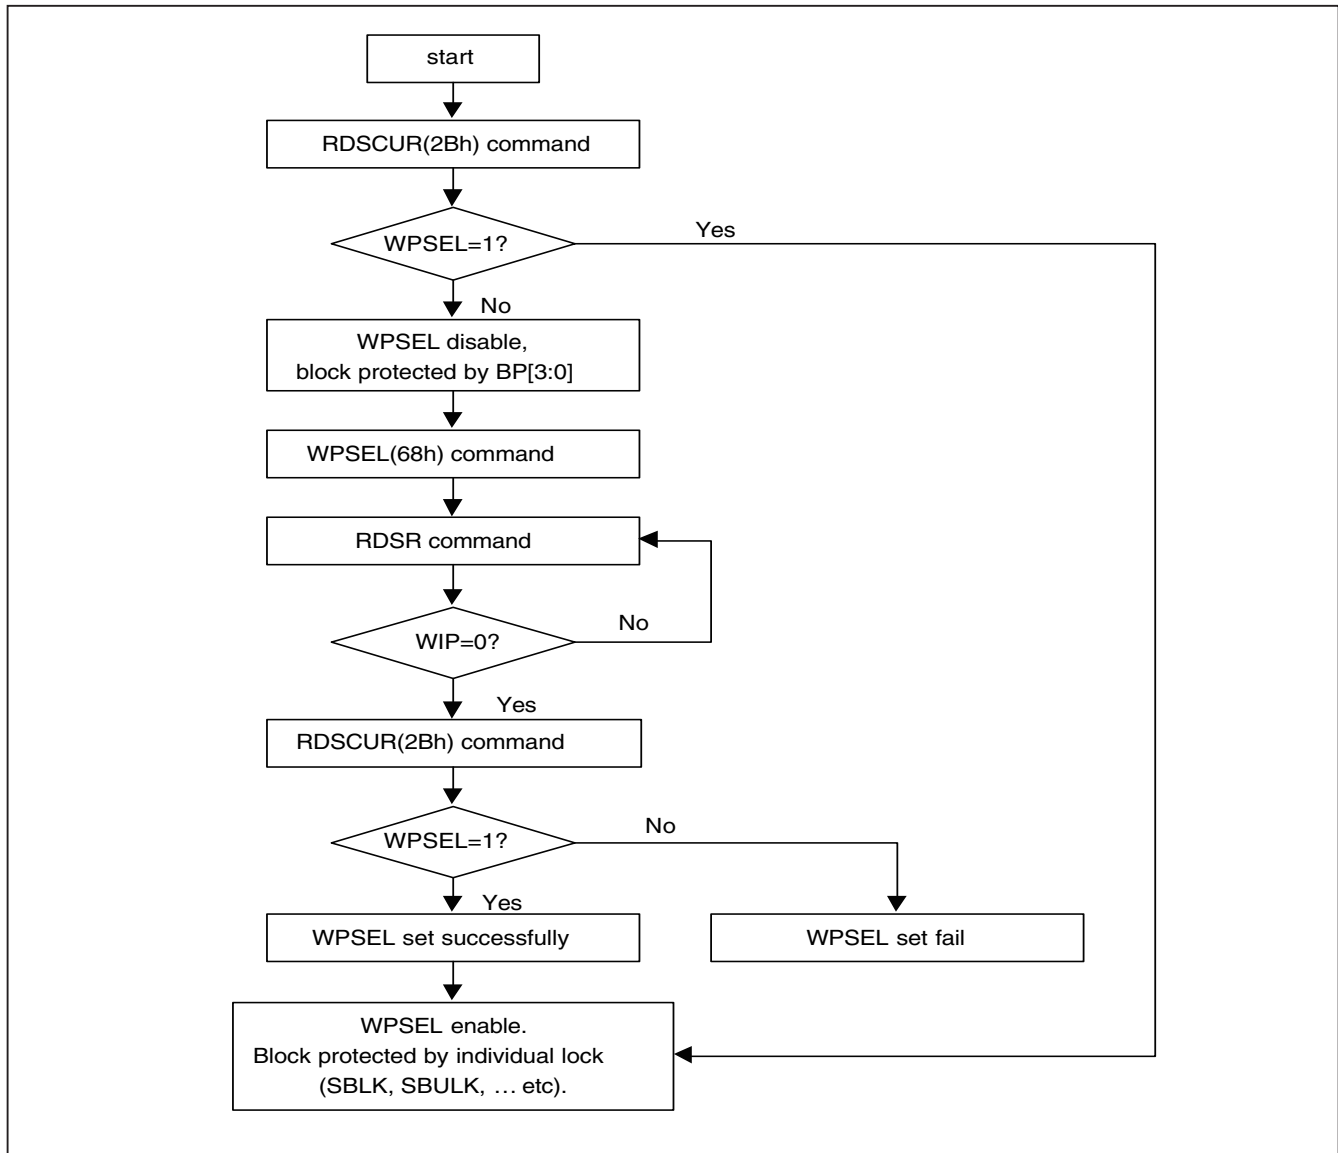 start
RDSCUR(2Bh) command
WPSEL=1?
Yes
No
WPSEL disable,
block protected by BP[3:0]
WPSEL(68h) command
RDSR command
WIP=0?
No
Yes
RDSCUR(2Bh) command
WPSEL=1?
No
Yes
WPSEL set successfully
WPSEL set fail
WPSEL enable.
Block protected by individual lock
(SBLK, SBULK, … etc).